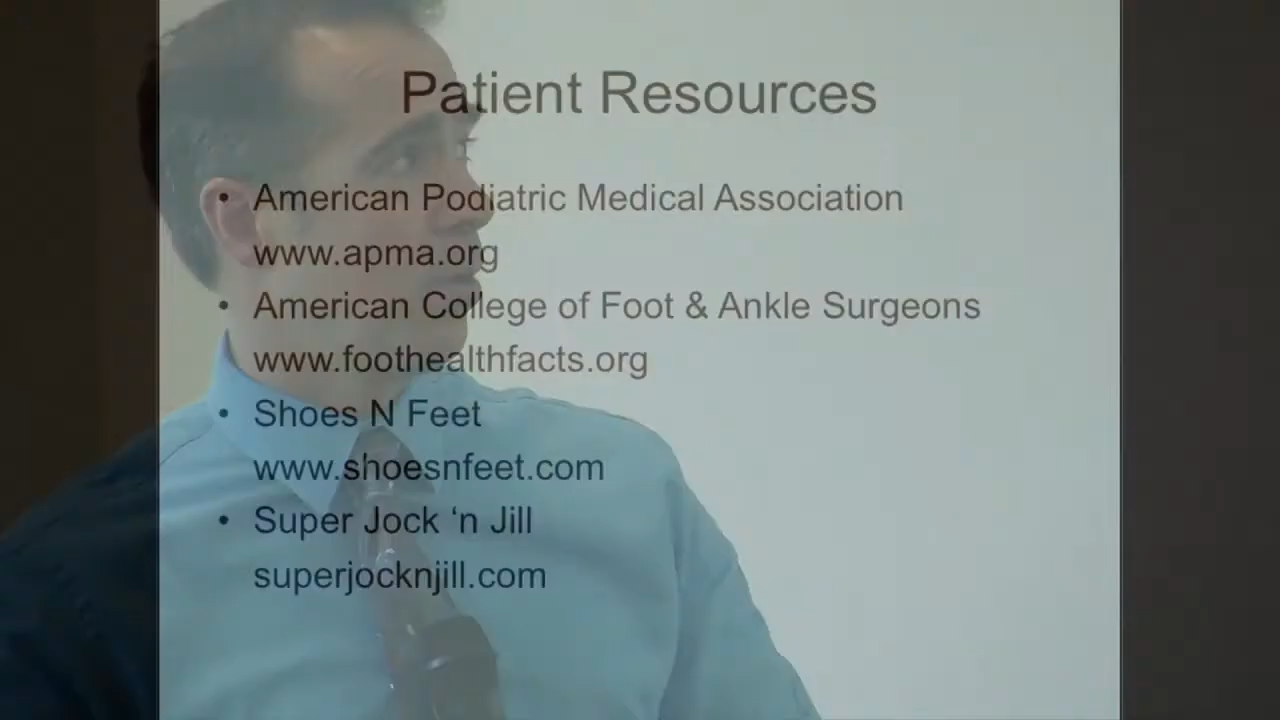 Patient Resources
• American Podiatric Medical Association
www.apma.org
• American College of Foot & Ankle Surgeons
www.foothealthfacts.org
• Shoes N Feet
www.shoesnfeet.com
• Super Jock ‘n Jill
superjocknjill.com